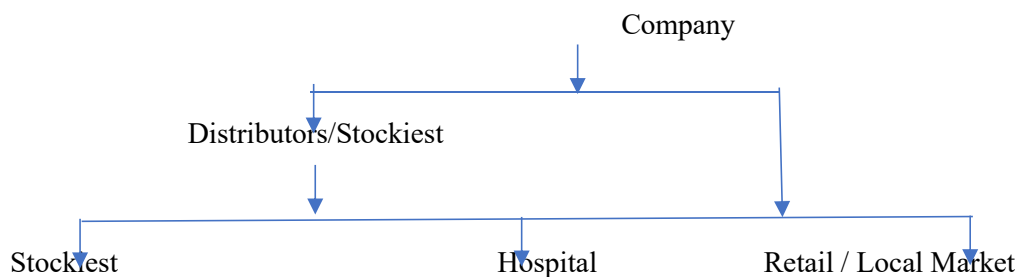 Company
Distributors/Stockiest
Stockiest Hospital Retail / Local Market